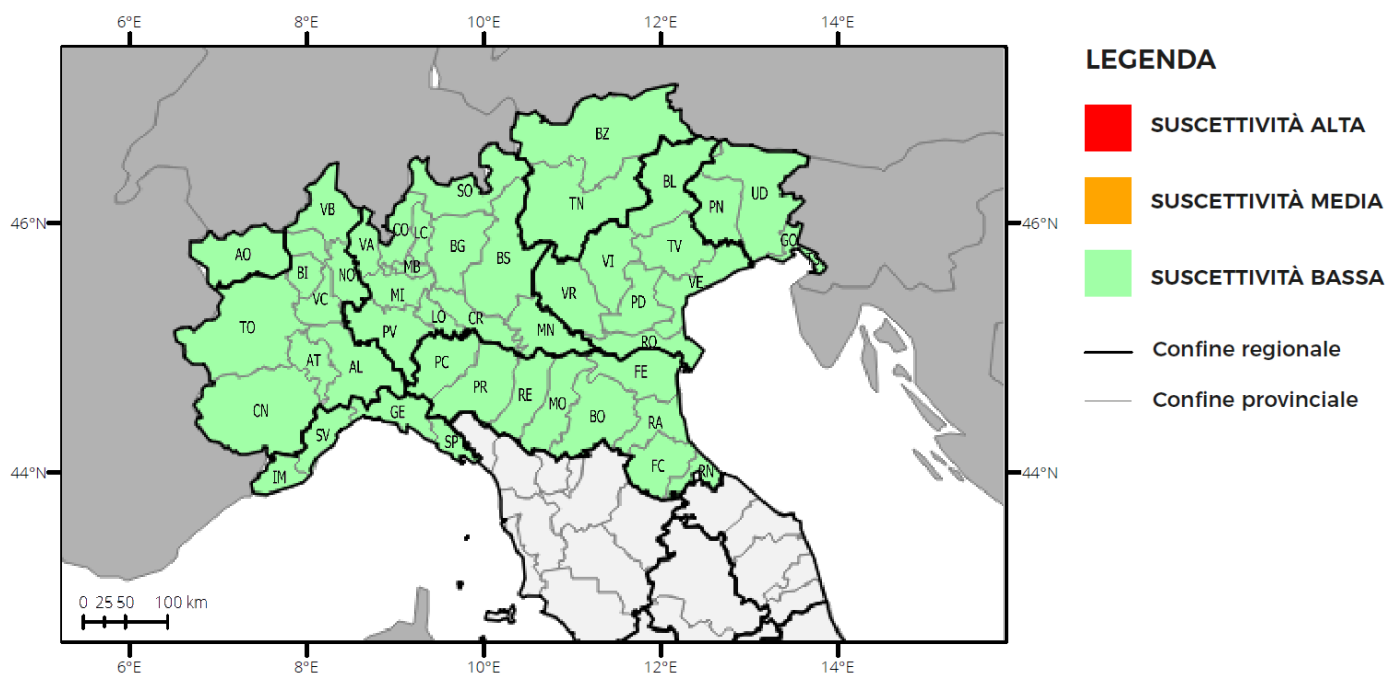 6°E 8°E 10°E 12°E 14°E
LEGENDA
SUSCETTIVITÀ ALTA
SUSCETTIVITÀ MEDIA
SUSCETTIVITÀ BASSA
Confine regionale
Confine provinciale
46°N 46°N
44°N 44°N
BZ
SO BL UD
VB TN PN
CO LC GO
VA BG TV
AO BS VI
BI NO MB VE
VC MI VR PD
TO LO CR MN
PV RO
AT AL PC FE
PR RE MO
CN GE BO RA
SV SP
IM FC RN
0 25 50 100 km
6°E 8°E 10°E 12°E 14°E